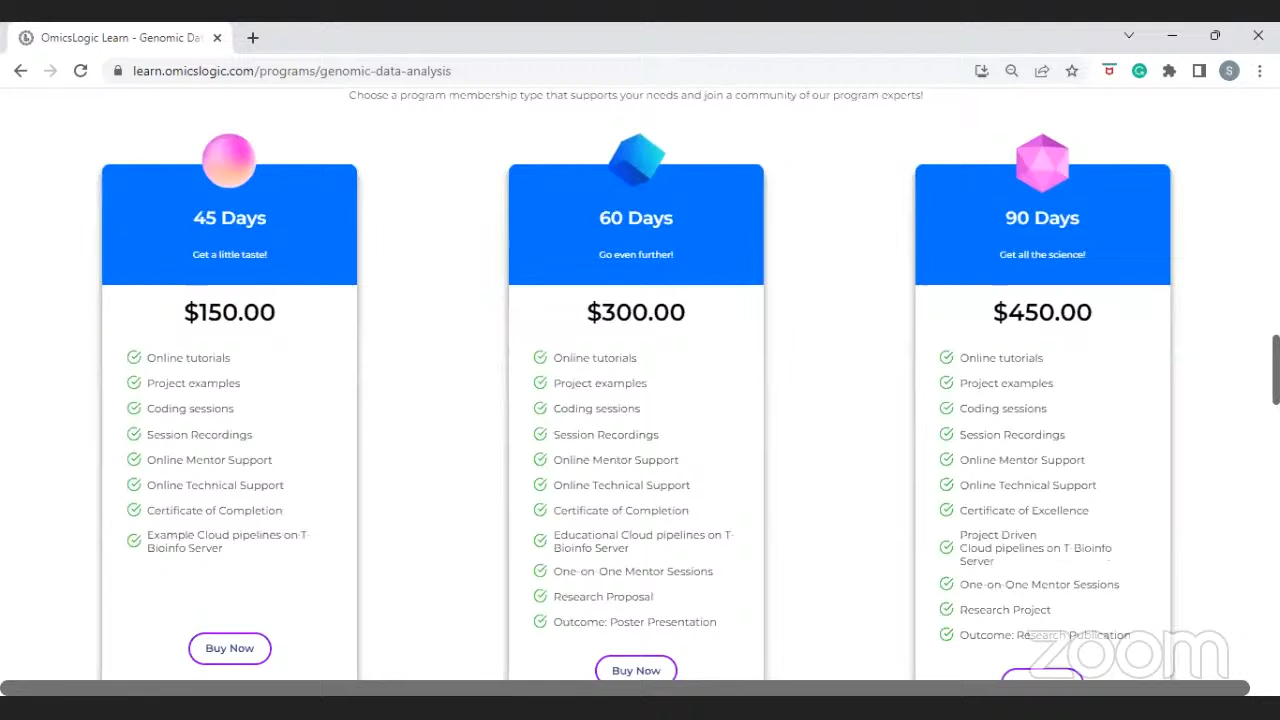 OmicsLogic Learn - Genomic Da
learn.omicslogic.com/programs/genomic-data-analysis
S
Choose a program membership type that supports your needs and join a community of our program experts!
45 Days
Get a little taste!
$150.00
Online tutorials
Project examples
Coding sessions
Session Recordings
Online Mentor Support
Online Technical Support
Certificate of Completion
Example Cloud pipelines on T-
Bioinfo Server
Buy Now
60 Days
Go even further!
$300.00
Online tutorials
Project examples
Coding sessions
Session Recordings
Online Mentor Support
Online Technical Support
Certificate of Completion
Educational Cloud pipelines on T-
Bioinfo Server
One-on-One Mentor Sessions
Research Proposal
Outcome: Poster Presentation
Buy Now
90 Days
Get all the science!
$450.00
Online tutorials
Project examples
Coding sessions
Session Recordings
Online Mentor Support
Online Technical Support
Certificate of Excellence
Project Driven
Cloud pipelines on T-Bioinfo
Server
One-on-One Mentor Sessions
Research Project
Outcome: Research Publication
zoom